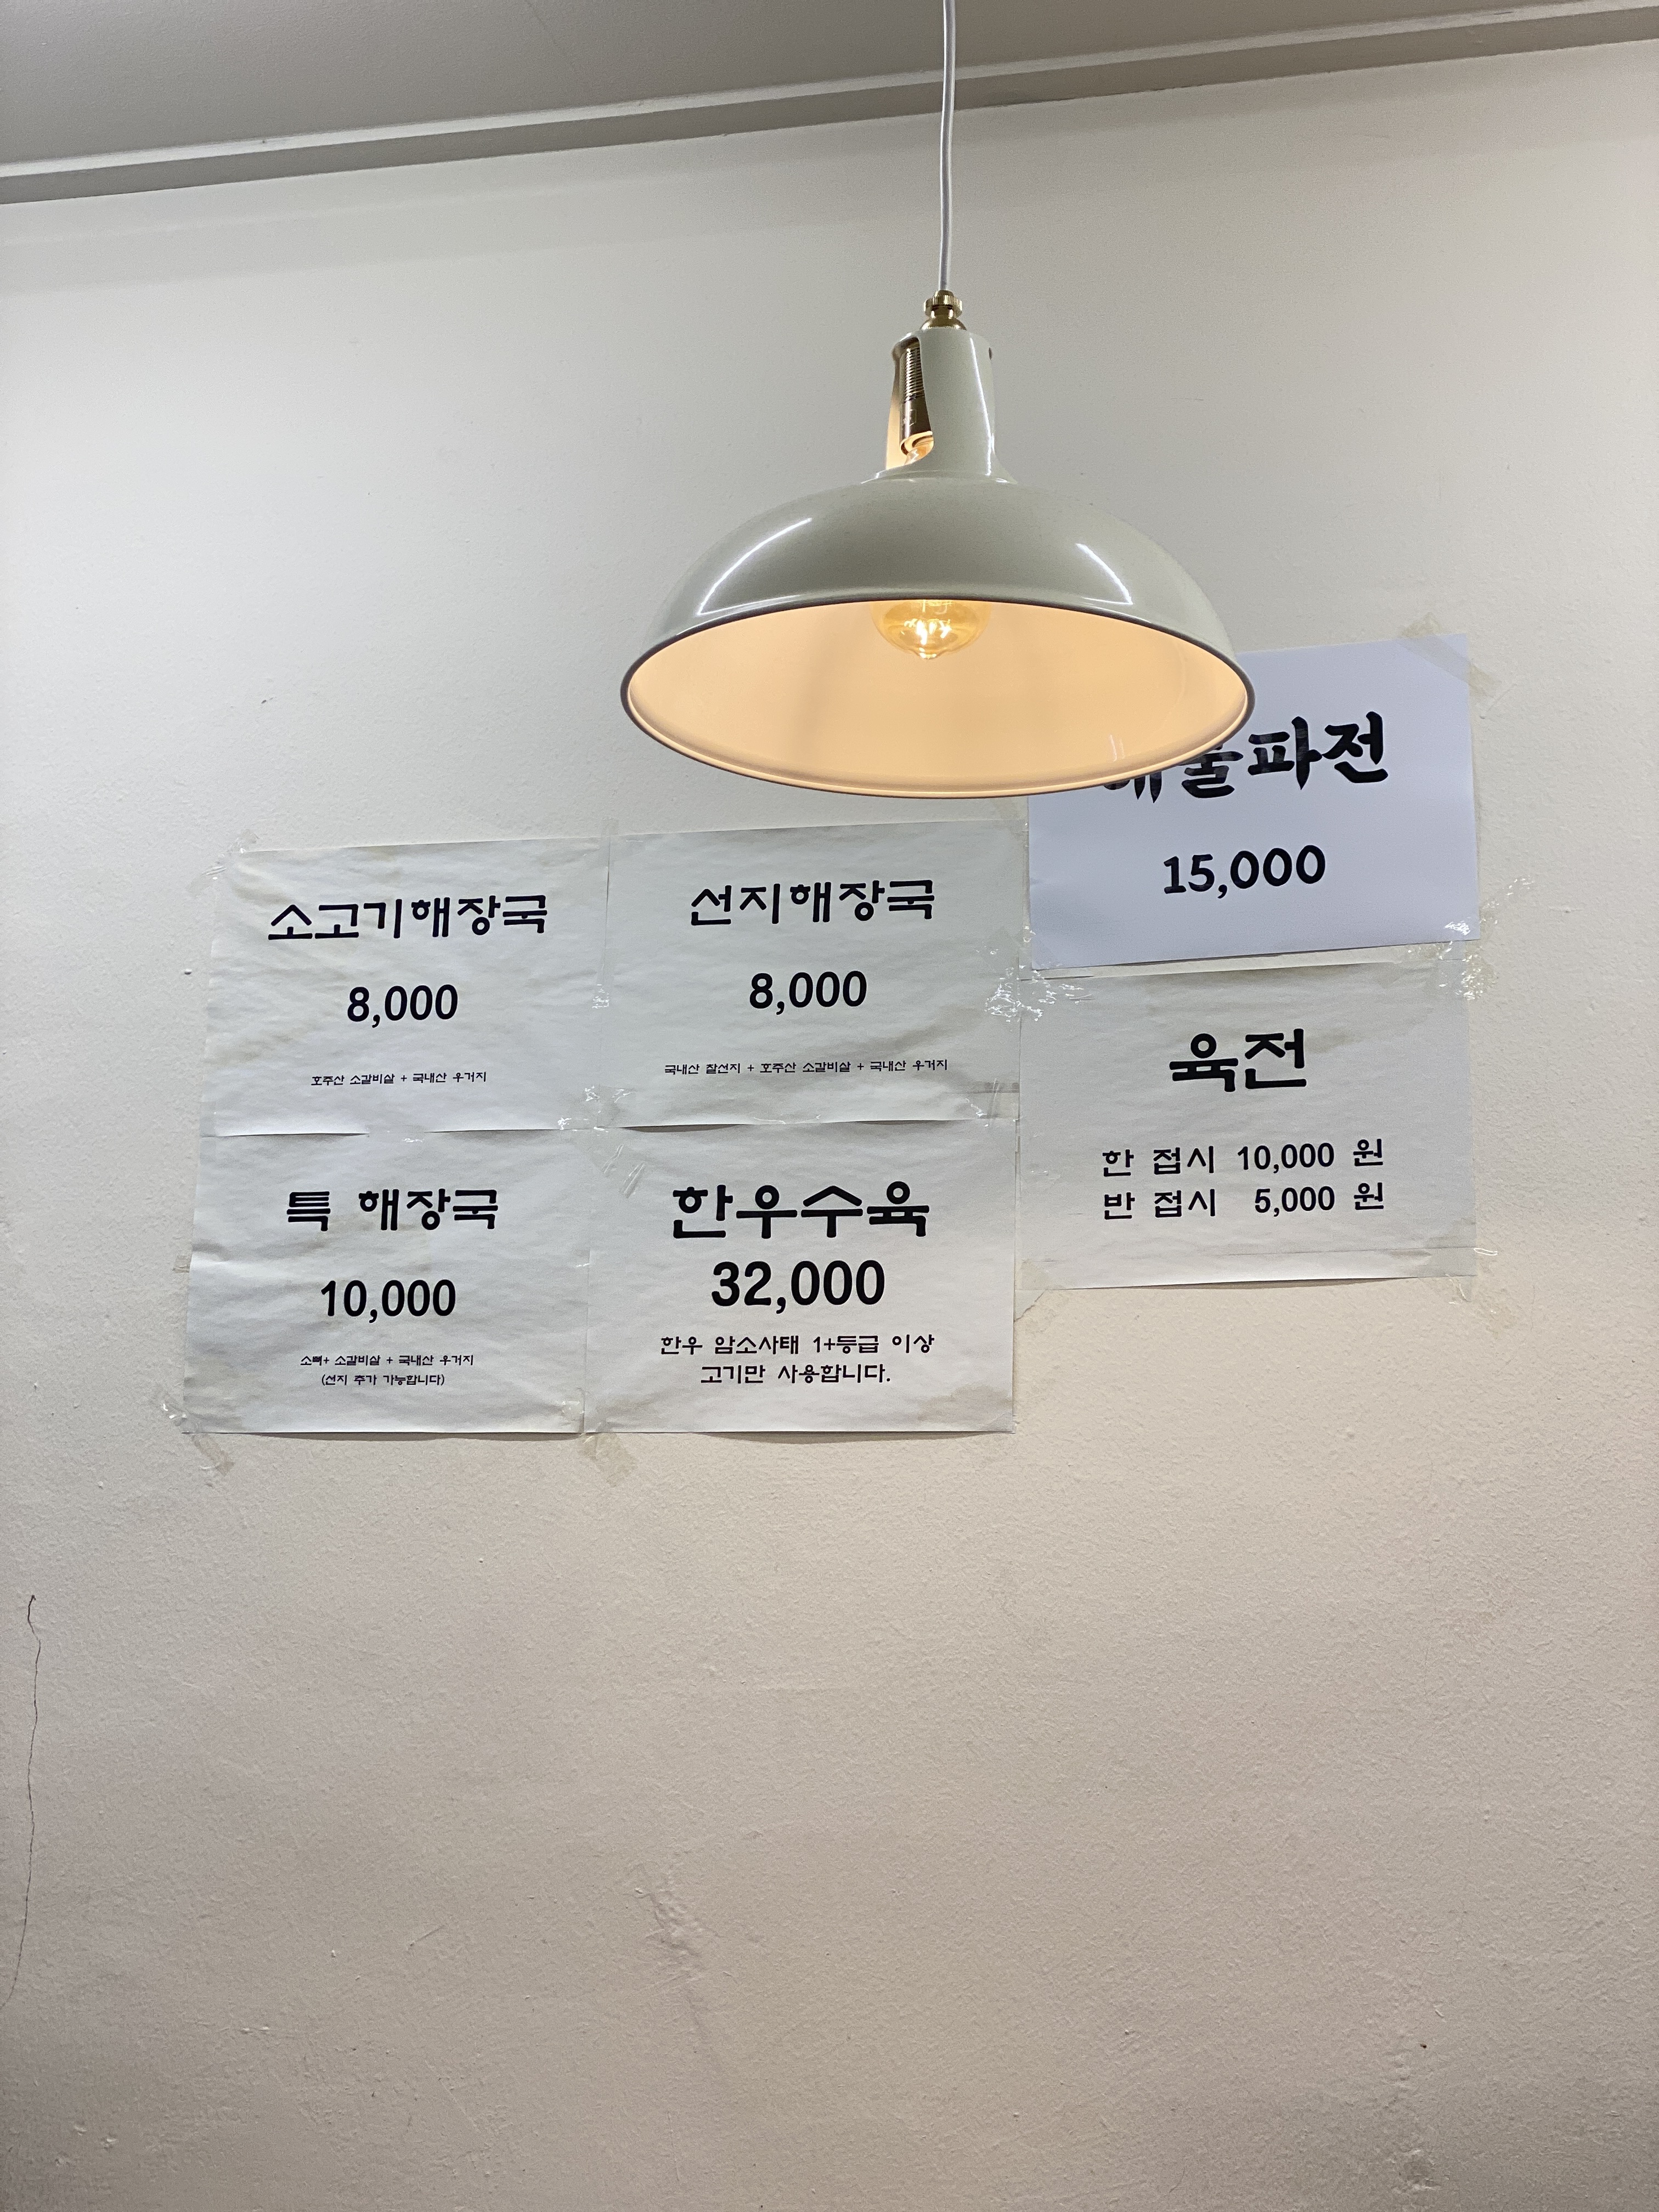 소고기해장국
8,000
호주산 소갈비살 + 국내산 우거지
선지해장국
8,000
국내산 찰선지 + 호주산 소갈비살 + 국내산 우거지
해물파전
15,000
특 해장국
10,000
소뼈+ 소갈비살 + 국내산 우거지
(선지 추가 가능합니다)
한우수육
32,000
한우 암소사태 1+등급 이상
고기만 사용합니다.
육전
한 접시 10,000 원
반 접시 5,000 원